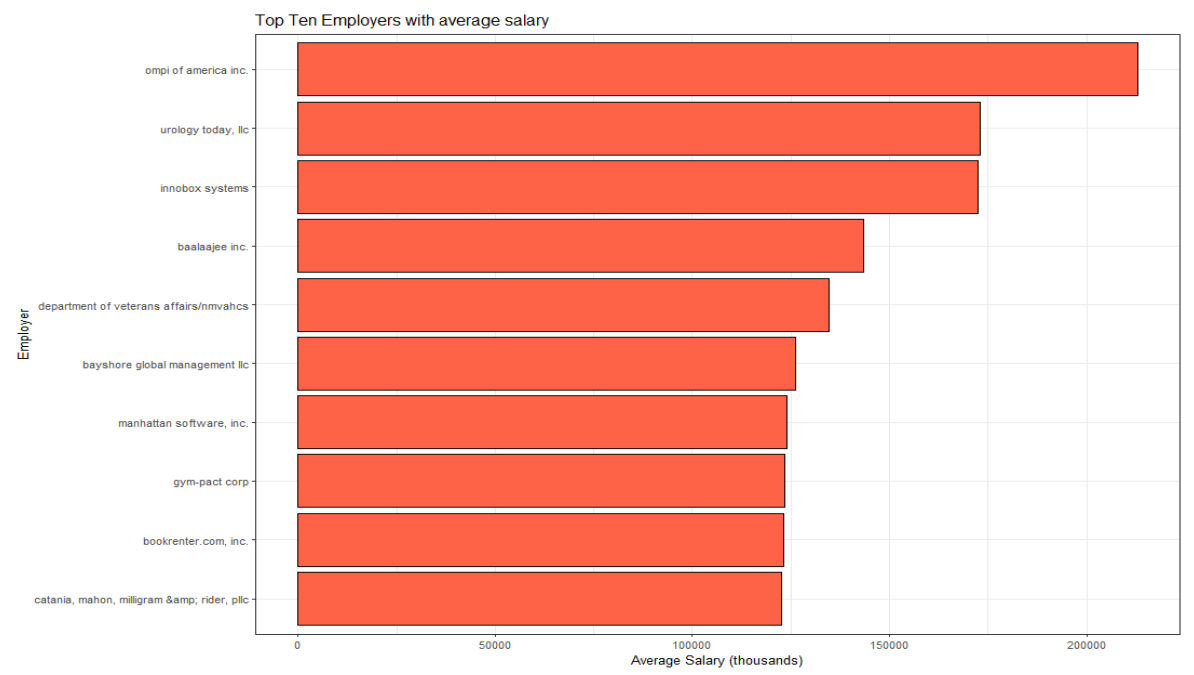 Top Ten Employers with average salary
ompi of america inc.
urology today, llc
innobox systems
baalaajee inc.
department of veterans affairs/nmvahcs
bayshore global management llc
manhattan software, inc.
gym-pact corp
bookrenter.com, inc.
catania, mahon, milligram &amp; rider, pllc
Employer
0 50000 100000 150000 200000
Average Salary (thousands)